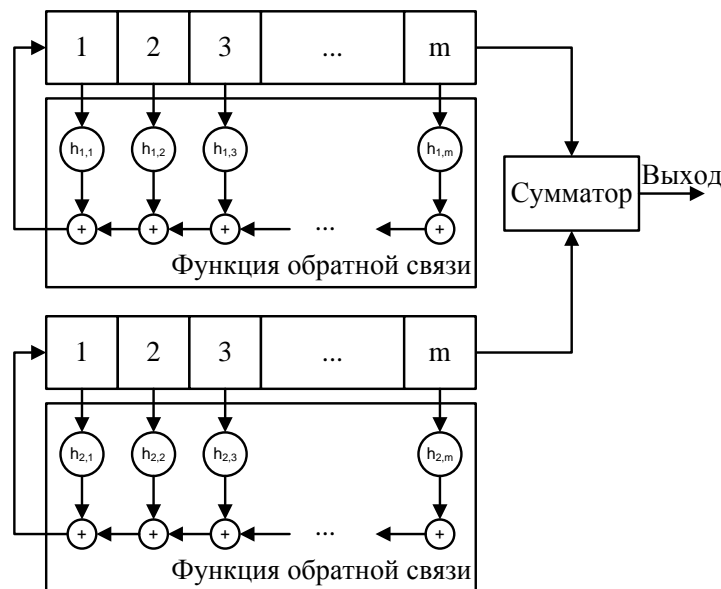 1 2 3 ... m
h1,1 h1,2 h1,3 h1,m
+ + + ... +
Функция обратной связи
Сумматор
Выход
1 2 3 ... m
h2,1 h2,2 h2,3 h2,m
+ + + ... +
Функция обратной связи